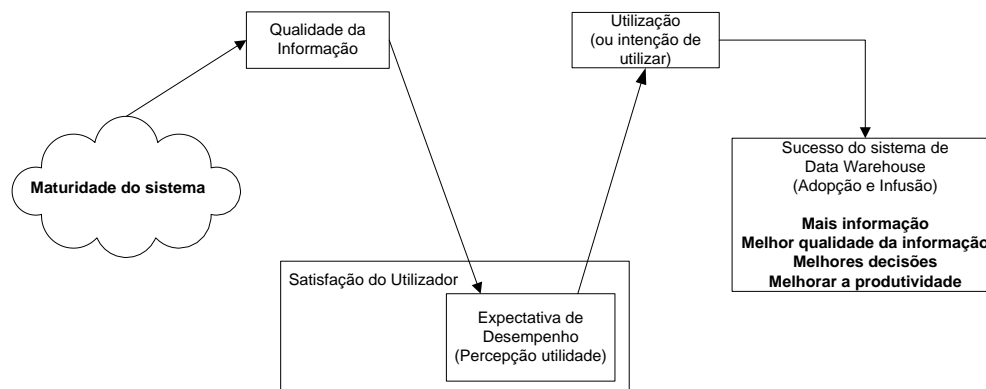 Qualidade da
Informação
Utilização
(ou intenção de
utilizar)
Maturidade do sistema
Sucesso do sistema de
Data Warehouse
(Adopção e Infusão)
Mais informação
Melhor qualidade da informação
Melhores decisões
Melhorar a produtividade
Satisfação do Utilizador
Expectativa de
Desempenho
(Percepção utilidade)